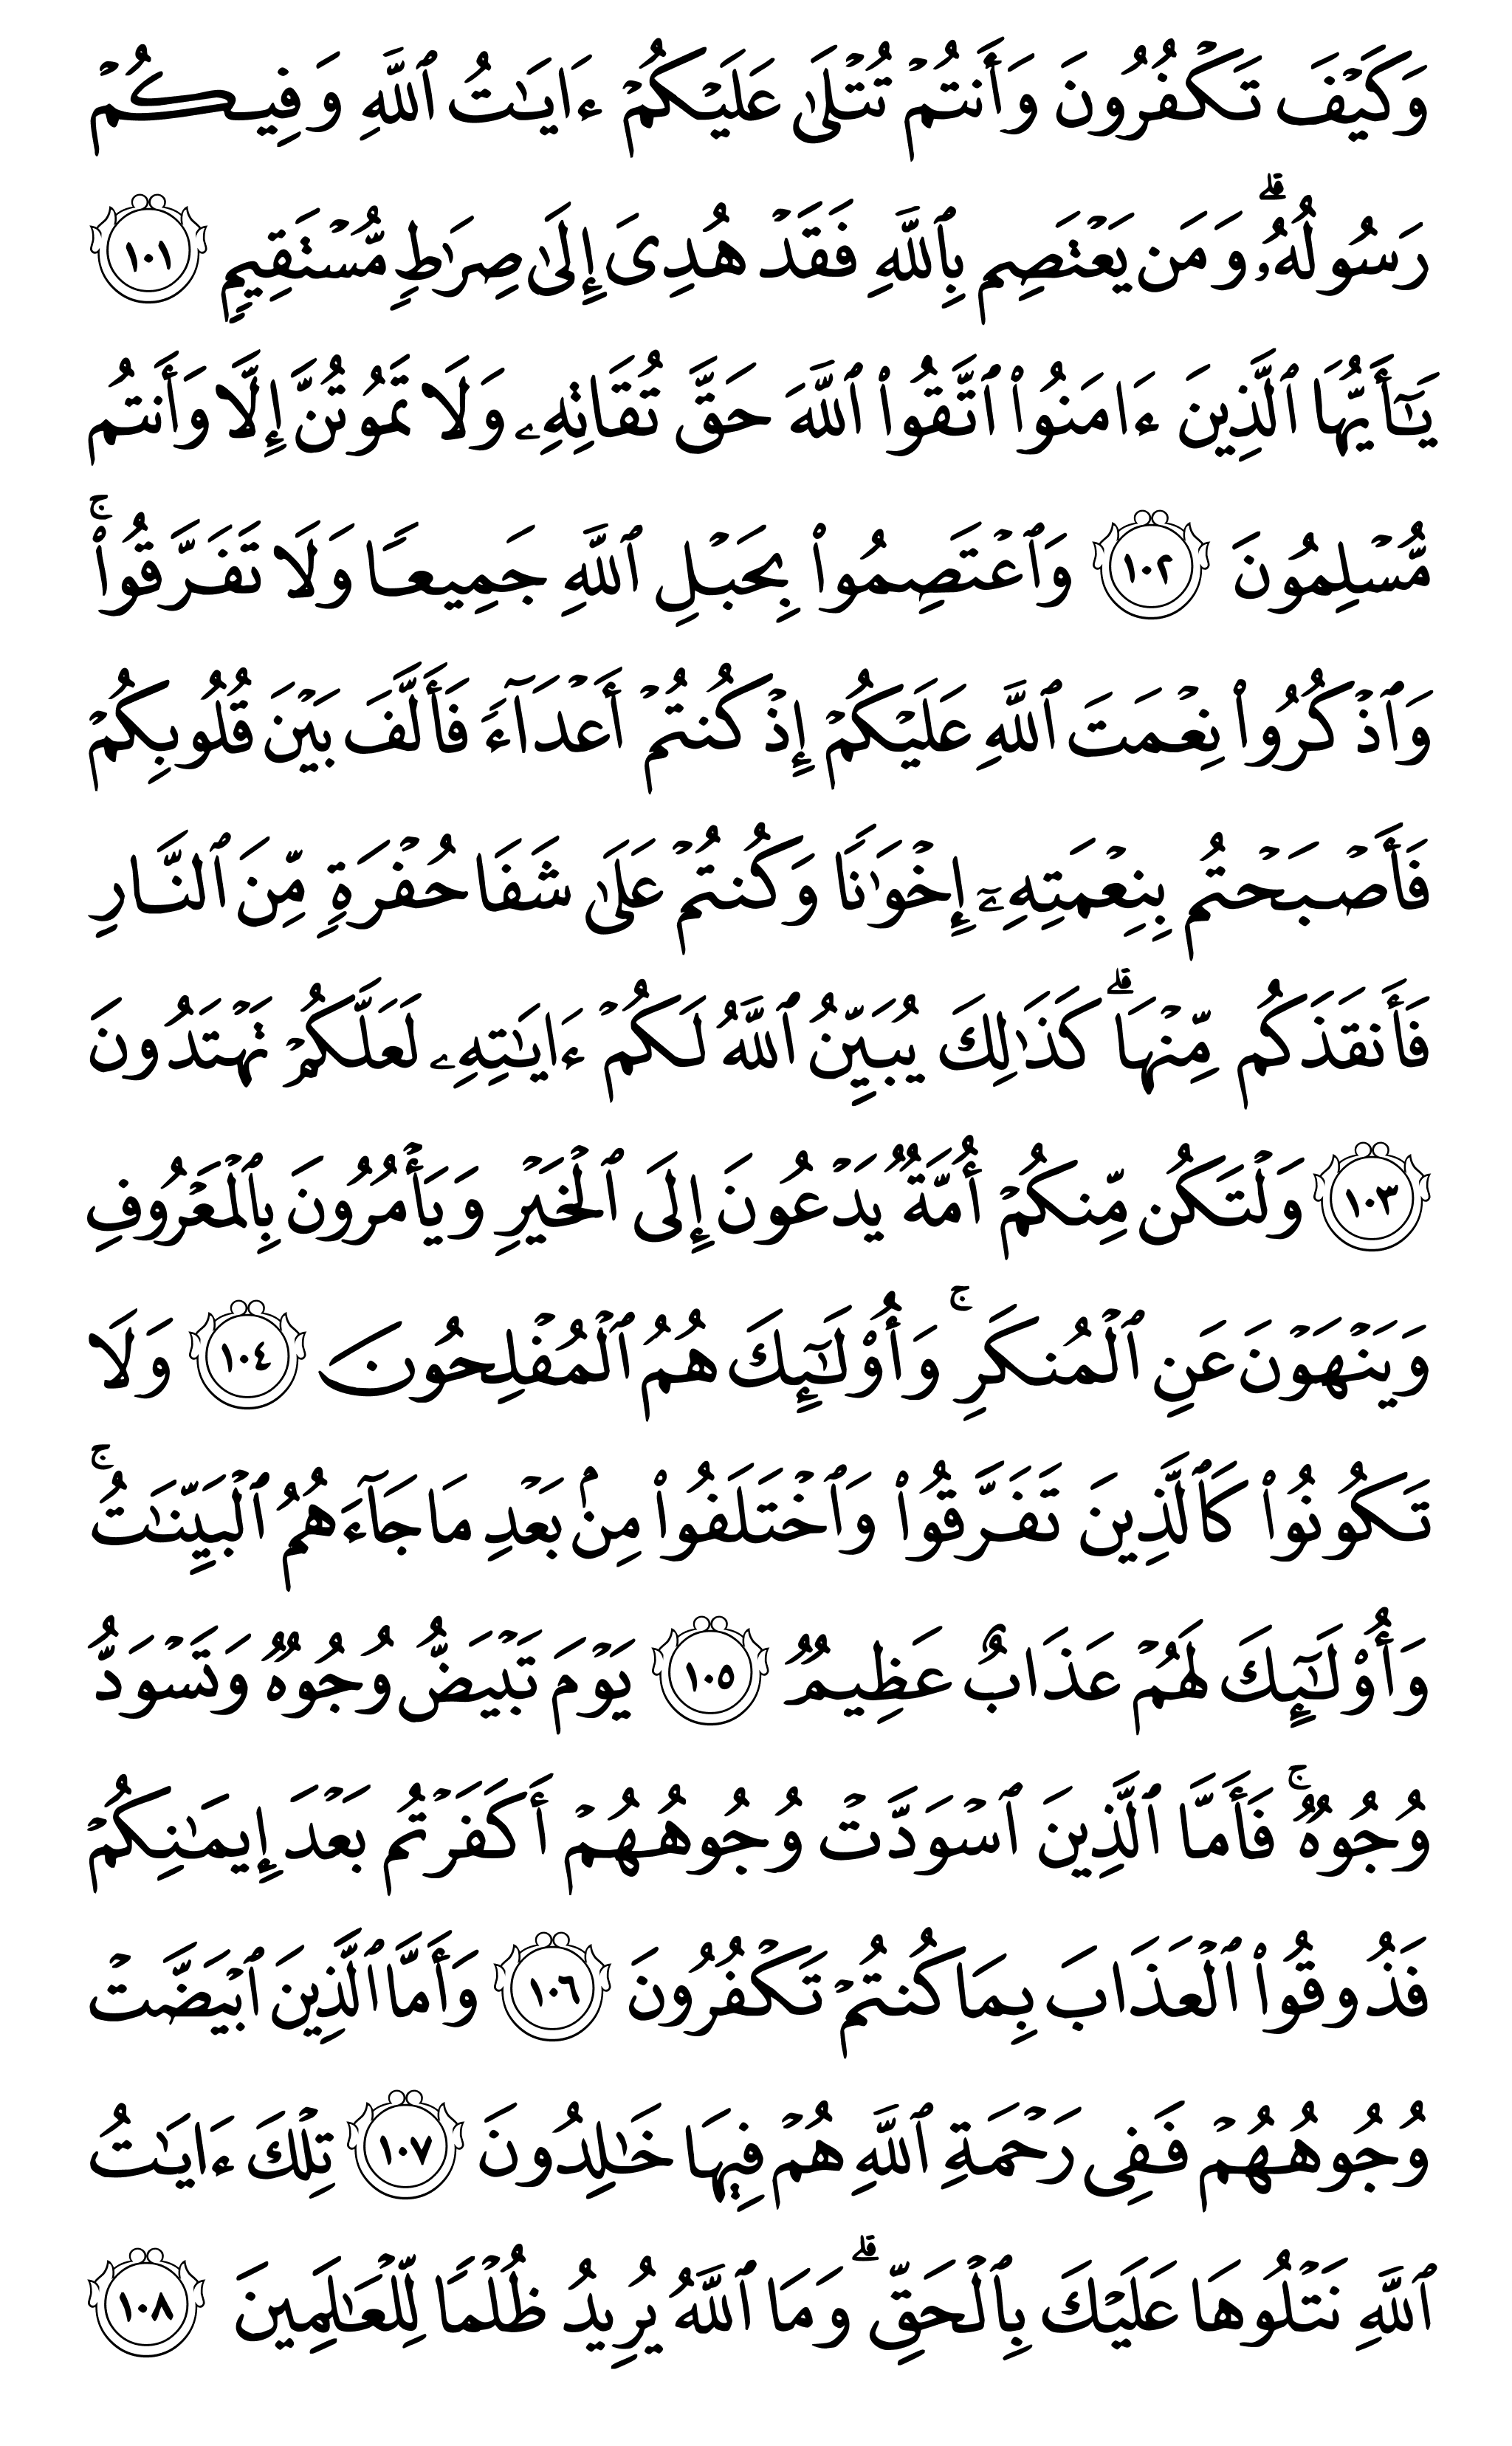 وَكَيۡفَ تَكۡفُرُونَ وَأَنتُمۡ تُتۡلَىٰ عَلَيۡكُمۡ ءَايَٰتُ ٱللَّهِ وَفِيكُمۡ
رَسُولُهُۥۗ وَمَن يَعۡتَصِم بِٱللَّهِ فَقَدۡ هُدِيَ إِلَىٰ صِرَٰطٖ مُّسۡتَقِيمٖ ١٠١
يَٰٓأَيُّهَا ٱلَّذِينَ ءَامَنُواْ ٱتَّقُواْ ٱللَّهَ حَقَّ تُقَاتِهِۦ وَلَا تَمُوتُنَّ إِلَّا وَأَنتُم
مُّسۡلِمُونَ ١٠٢ وَٱعۡتَصِمُواْ بِحَبۡلِ ٱللَّهِ جَمِيعٗا وَلَا تَفَرَّقُواْۚ
وَٱذۡكُرُواْ نِعۡمَتَ ٱللَّهِ عَلَيۡكُمۡ إِذۡ كُنتُمۡ أَعۡدَآءٗ فَأَلَّفَ بَيۡنَ قُلُوبِكُمۡ
فَأَصۡبَحۡتُم بِنِعۡمَتِهِۦٓ إِخۡوَٰنٗا وَكُنتُمۡ عَلَىٰ شَفَا حُفۡرَةٖ مِّنَ ٱلنَّارِ
فَأَنقَذَكُم مِّنۡهَاۗ كَذَٰلِكَ يُبَيِّنُ ٱللَّهُ لَكُمۡ ءَايَٰتِهِۦ لَعَلَّكُمۡ تَهۡتَدُونَ
١٠٣ وَلۡتَكُن مِّنكُمۡ أُمَّةٞ يَدۡعُونَ إِلَى ٱلۡخَيۡرِ وَيَأۡمُرُونَ بِٱلۡمَعۡرُوفِ
وَيَنۡهَوۡنَ عَنِ ٱلۡمُنكَرِۚ وَأُوْلَٰٓئِكَ هُمُ ٱلۡمُفۡلِحُونَ ١٠٤ وَلَا
تَكُونُواْ كَٱلَّذِينَ تَفَرَّقُواْ وَٱخۡتَلَفُواْ مِنۢ بَعۡدِ مَا جَآءَهُمُ ٱلۡبَيِّنَٰتُۚ
وَأُوْلَٰٓئِكَ لَهُمۡ عَذَابٌ عَظِيمٞ ١٠٥ يَوۡمَ تَبۡيَضُّ وُجُوهٞ وَتَسۡوَدُّ
وُجُوهٞۚ فَأَمَّا ٱلَّذِينَ ٱسۡوَدَّتۡ وُجُوهُهُمۡ أَكَفَرۡتُم بَعۡدَ إِيمَٰنِكُمۡ
فَذُوقُواْ ٱلۡعَذَابَ بِمَا كُنتُمۡ تَكۡفُرُونَ ١٠٦ وَأَمَّا ٱلَّذِينَ ٱبۡيَضَّتۡ
وُجُوهُهُمۡ فَفِي رَحۡمَةِ ٱللَّهِ هُمۡ فِيهَا خَٰلِدُونَ ١٠٧ تِلۡكَ ءَايَٰتُ
ٱللَّهِ نَتۡلُوهَا عَلَيۡكَ بِٱلۡحَقِّۗ وَمَا ٱللَّهُ يُرِيدُ ظُلۡمٗا لِّلۡعَٰلَمِينَ ١٠٨